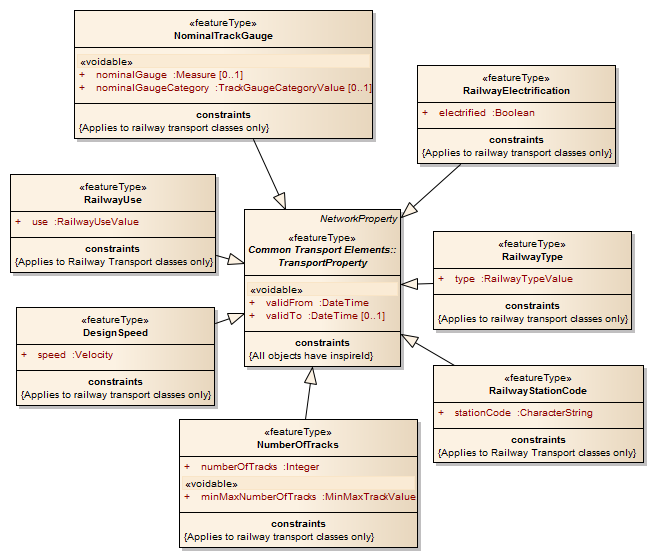 «featureType»
NominalTrackGauge
«voidable»
+ nominalGauge :Measure [0..1]
+ nominalGaugeCategory :TrackGaugeCategoryValue [0..1]
constraints
{Applies to railway transport classes only}
«featureType»
RailwayElectrification
+ electrified :Boolean
constraints
{Applies to railway transport classes only}
«featureType»
RailwayUse
+ use :RailwayUseValue
constraints
{Applies to Railway Transport classes only}
NetworkProperty
«featureType»
Common Transport Elements::
TransportProperty
«voidable»
+ validFrom :DateTime
+ validTo :DateTime [0..1]
constraints
{All objects have inspireId}
«featureType»
RailwayType
+ type :RailwayTypeValue
constraints
{Applies to railway transport classes only}
«featureType»
DesignSpeed
+ speed :Velocity
constraints
{Applies to railway transport classes only}
«featureType»
RailwayStationCode
+ stationCode :CharacterString
constraints
{Applies to Railway Transport classes only}
«featureType»
NumberOfTracks
+ numberOfTracks :Integer
«voidable»
+ minMaxNumberOfTracks :MinMaxTrackValue
constraints
{Applies to railway transport classes only}